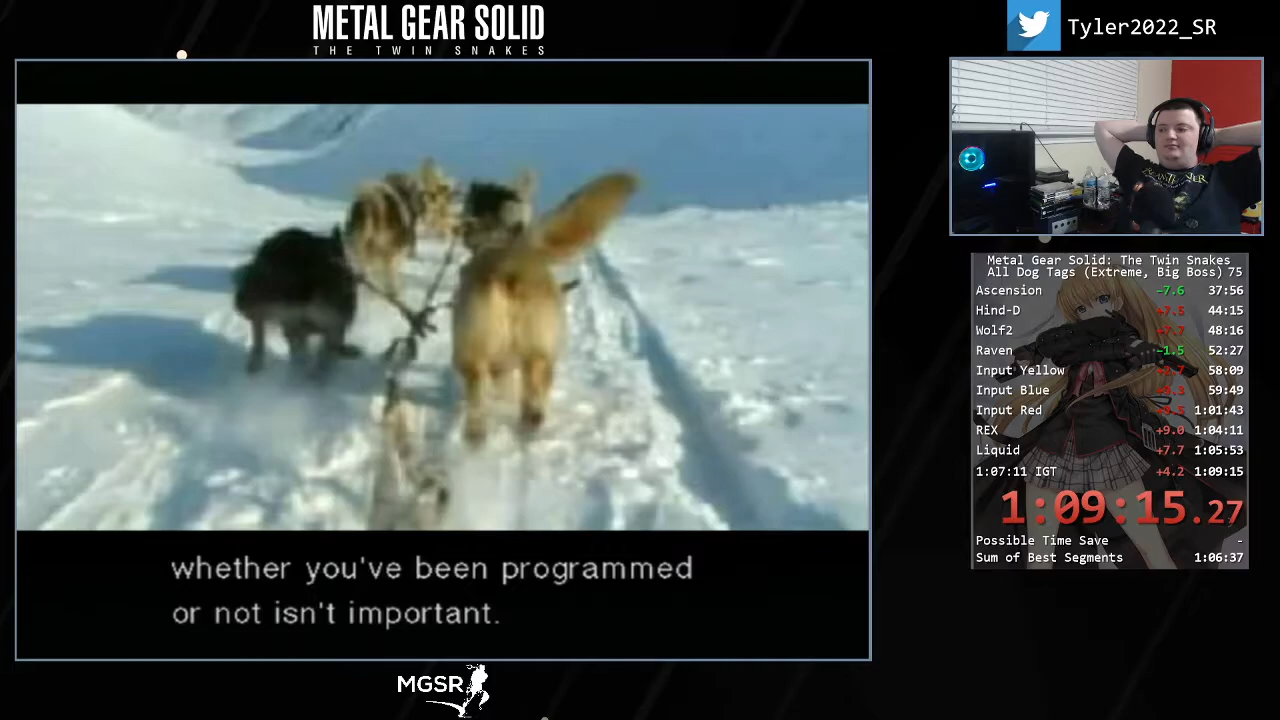 METAL GEAR SOLID
THE TWIN SNAKES
Tyler2022_SR
Metal Gear Solid: The Twin Snakes
All Dog Tags (Extreme, Big Boss) 75
Ascension -7.6 37:56
Hind-D +7.5 44:15
Wolf2 +7.7 48:16
Raven -1.5 52:27
Input Yellow 58:09
Input Blue 59:49
Input Red 1:01:43
REX +9.0 1:04:11
Liquid +7.7 1:05:53
1:07:11 IGT +4.2 1:09:15
1:09:15.27
Possible Time Save -
Sum of Best Segments 1:06:37
whether you've been programmed
or not isn't important.
MGSR